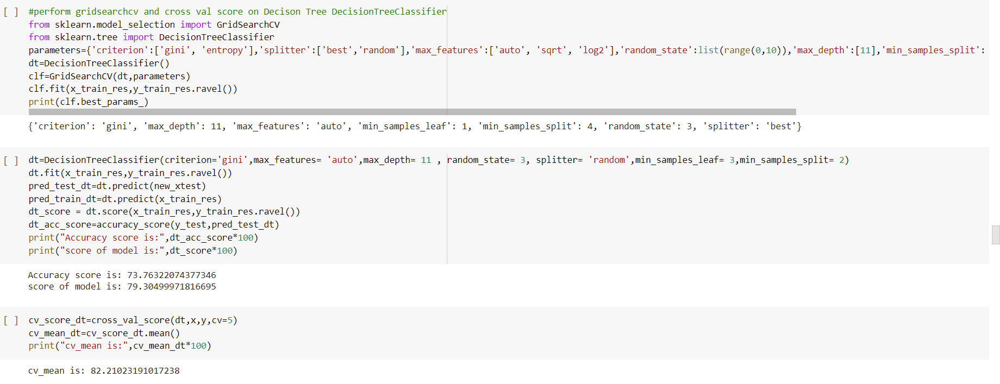 [ ] #perform gridsearchcv and cross val score on Decison Tree DecisionTreeClassifier
from sklearn.model_selection import GridSearchCV
from sklearn.tree import DecisionTreeClassifier
parameters={'criterion':['gini', 'entropy'],'splitter':['best','random'],'max_features':['auto', 'sqrt', 'log2'],'random_state':list(range(0,10)),'max_depth':[11],'min_samples_split':
dt=DecisionTreeClassifier()
clf=GridSearchCV(dt,parameters)
clf.fit(x_train_res,y_train_res.ravel())
print(clf.best_params_)
{'criterion': 'gini', 'max_depth': 11, 'max_features': 'auto', 'min_samples_leaf': 1, 'min_samples_split': 4, 'random_state': 3, 'splitter': 'best'}
[ ] dt=DecisionTreeClassifier(criterion='gini',max_features= 'auto',max_depth= 11 , random_state= 3, splitter= 'random',min_samples_leaf= 3,min_samples_split= 2)
dt.fit(x_train_res,y_train_res.ravel())
pred_test_dt=dt.predict(new_xtest)
pred_train_dt=dt.predict(x_train_res)
dt_score = dt.score(x_train_res,y_train_res.ravel())
dt_acc_score=accuracy_score(y_test,pred_test_dt)
print("Accuracy score is:",dt_acc_score*100)
print("score of model is:",dt_score*100)
Accuracy score is: 73.76322074377346
score of model is: 79.30499971816695
[ ] cv_score_dt=cross_val_score(dt,x,y,cv=5)
cv_mean_dt=cv_score_dt.mean()
print("cv_mean is:",cv_mean_dt*100)
cv_mean is: 82.21023191017238